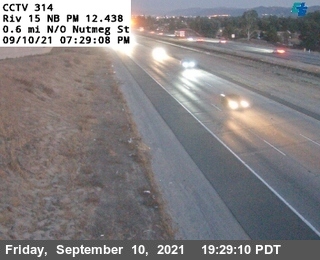 CCTV 314
Riv 15 NB PM 12.438
0.6 mi N/O Nutmeg St
09/10/21 07:29:08 PM
Friday, September 10, 2021 19:29:10 PDT